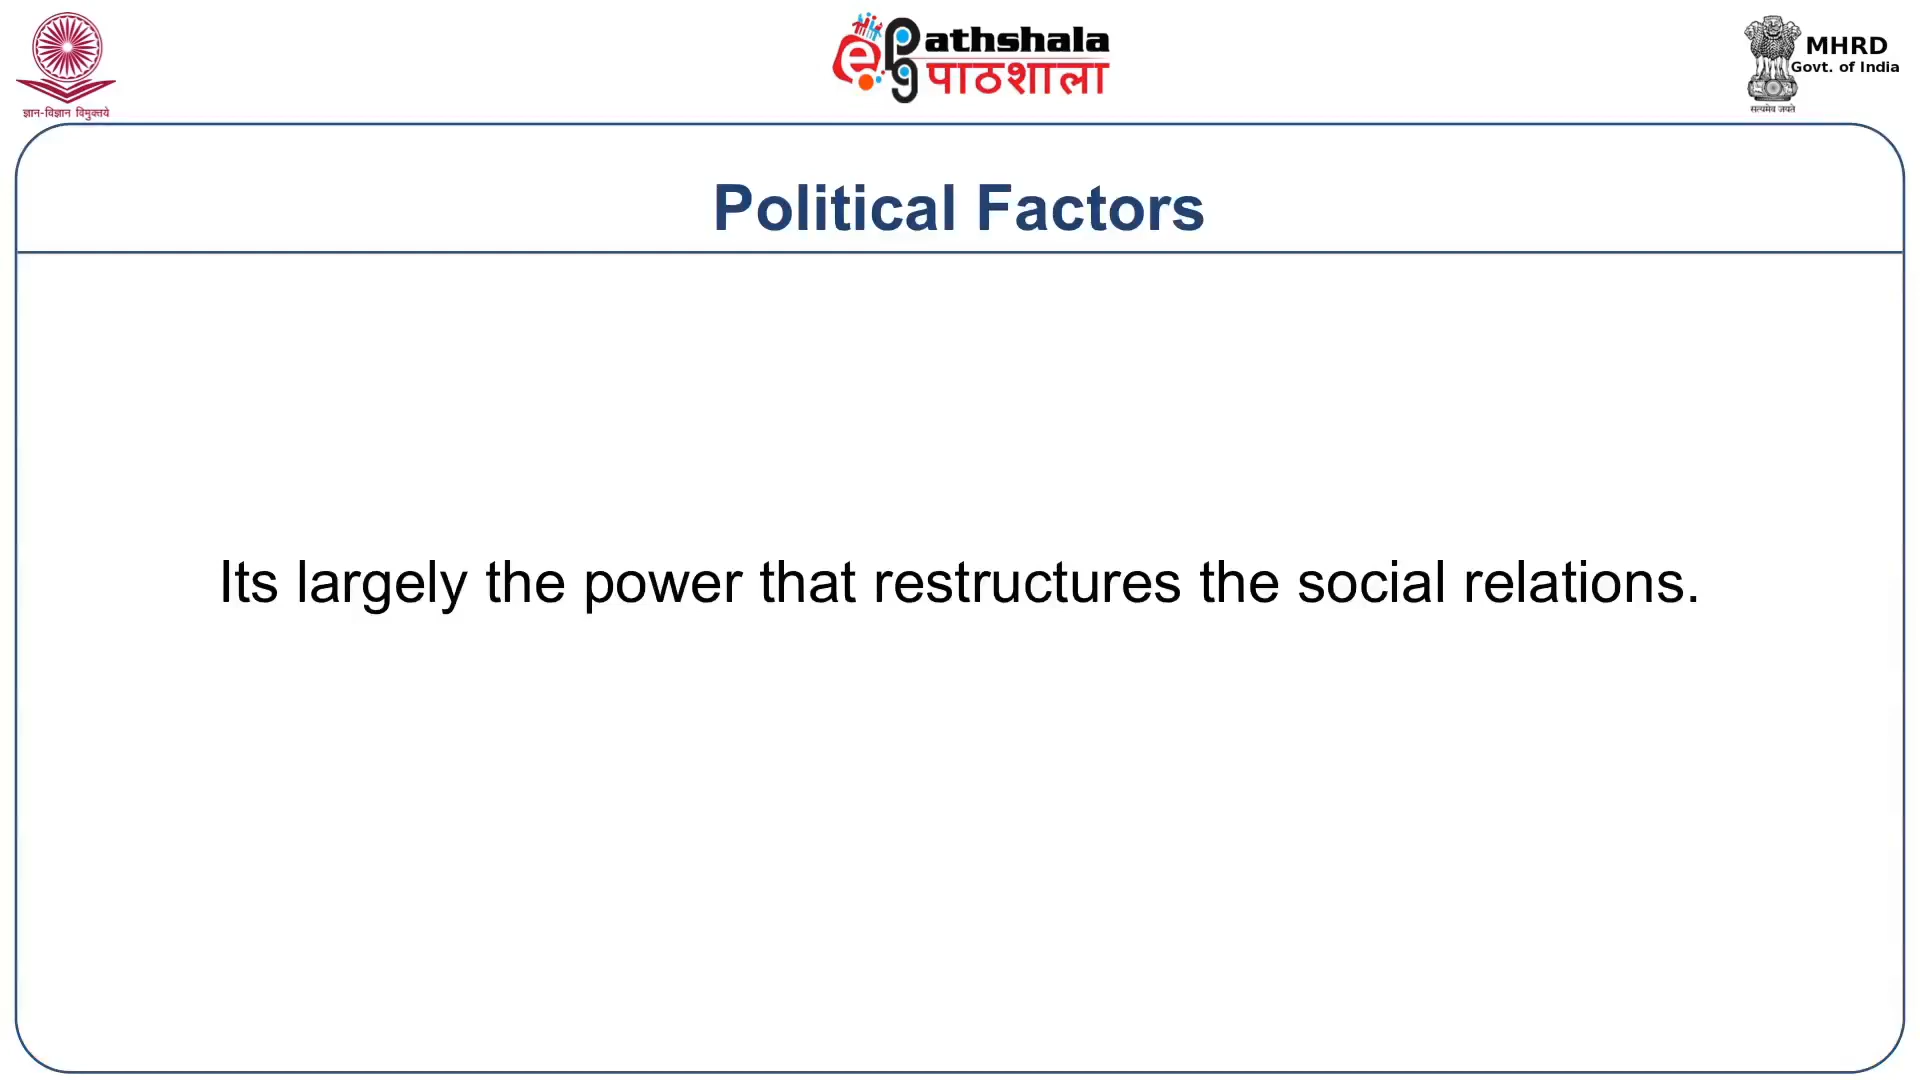 ज्ञान-विज्ञान विमुक्तये
e Pathshala
पाठशाला
MHRD
Govt. of India
सत्यमेव जयते
Political Factors
Its largely the power that restructures the social relations.